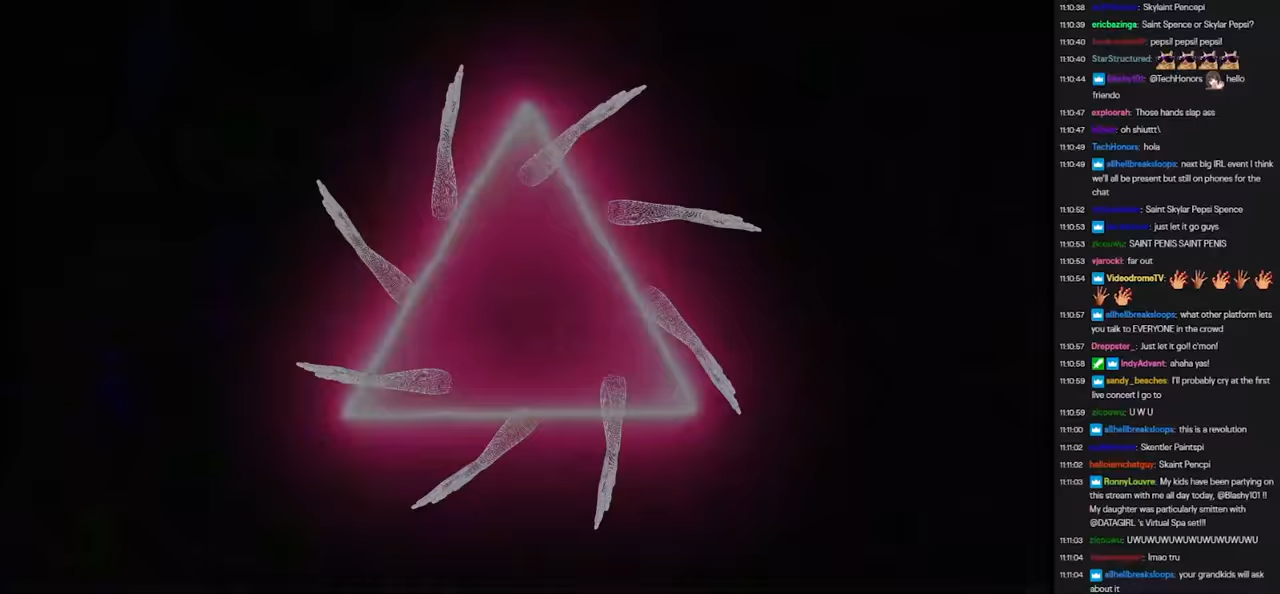 11:10:38 : Skylaint Pencepi
11:10:39 ericbazinga: Saint Spence or Skylar Pepsi?
11:10:40 : pepsi! pepsi! pepsi!
11:10:40 StarStructured:
11:10:44 Blashy101: @TechHonors hello
friendo
11:10:47 exploorah: Those hands slap ass
11:10:47 : oh shiuttt\
11:10:49 TechHonors: hola
11:10:49 allhellbreaksloops: next big IRL event I think
we'll all be present but still on phones for the
chat
11:10:52 : Saint Skylar Pepsi Spence
11:10:53 : just let it go guys
11:10:53 zicouwu: SAINT PENIS SAINT PENIS
11:10:53 vjarocki: far out
11:10:54 VideodromeTV:
11:10:57 allhellbreaksloops: what other platform lets
you talk to EVERYONE in the crowd
11:10:57 Dreppster_: Just let it go!! c'mon!
11:10:58 IndyAdvant: ahaha yas!
11:10:59 sandy_beaches: I'll probably cry at the first
live concert I go to
11:10:59 zicouwu: U W U
11:11:00 allhellbreaksloops: this is a revolution
11:11:02 : Skentler Paintspi
11:11:02 helloiamchatguy: Skaint Pencpi
11:11:03 RonnyLouvre: My kids have been partying on
this stream with me all day today, @Blashy101 !!
My daughter was particularly smitten with
@DATAGIRL 's Virtual Spa set!!!
11:11:03 zicouwu: UWUWUWUWUWUWUWUWUWUWU
11:11:04 : lmao tru
11:11:04 allhellbreaksloops: your grandkids will ask
about it